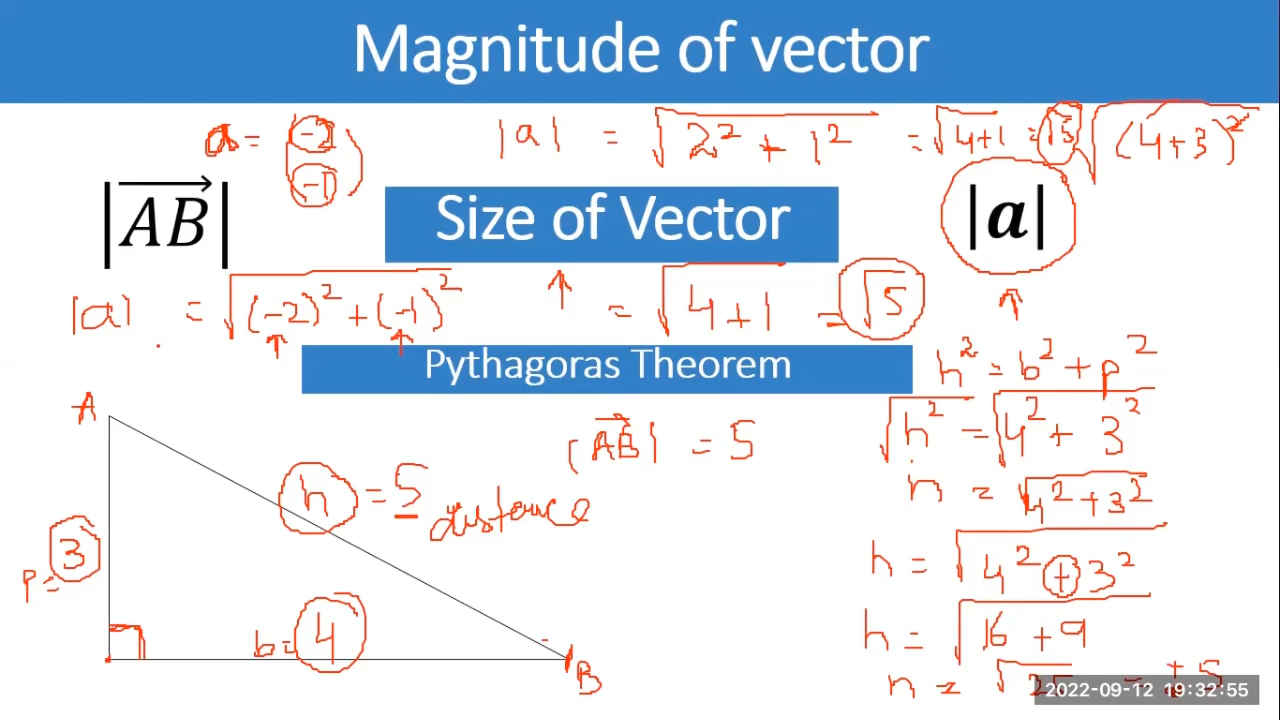 Magnitude of vector
a = (-2
-1)
|a| = √2² + 1² = √4+1 = √5 √(4+3)²
|AB|
Size of Vector
|a|
|a| = √(-2)² + (-1)² = √4+1 = √5
Pythagoras Theorem
h² = b² + p²
A
|AB| = 5
√h² = √4² + 3²
h = 5
distance
h = √4²+3²
p = 3
h = √4² + 3²
b = 4
h = √16 + 9
B
h = √25 = ±5
2022-09-12 19:32:55